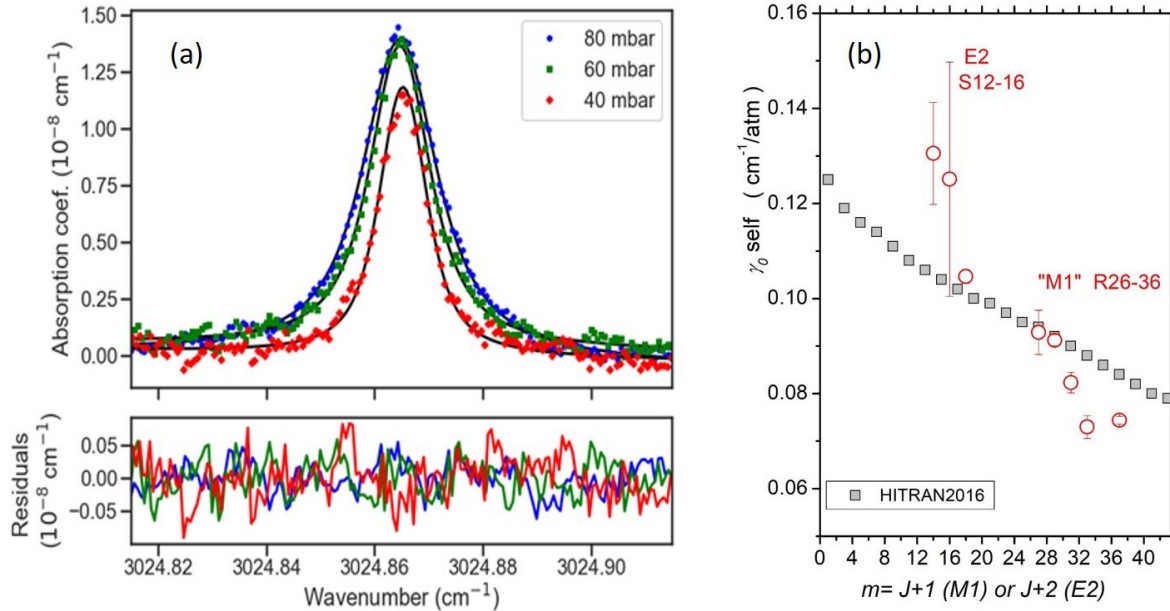 (a)
80 mbar
60 mbar
40 mbar
1.50
1.25
1.00
0.75
0.50
0.25
0.00
Absorption coef. (10⁻⁸ cm⁻¹)
0.05
0.00
−0.05
Residuals
(10⁻⁸ cm⁻¹)
3024.82 3024.84 3024.86 3024.88 3024.90
Wavenumber (cm⁻¹)
(b)
E2
S12-16
"M1" R26-36
HITRAN2016
0.16
0.14
0.12
0.10
0.08
0.06
γ₀ self ( cm⁻¹/atm )
0 4 8 12 16 20 24 28 32 36 40
m= J+1 (M1) or J+2 (E2)